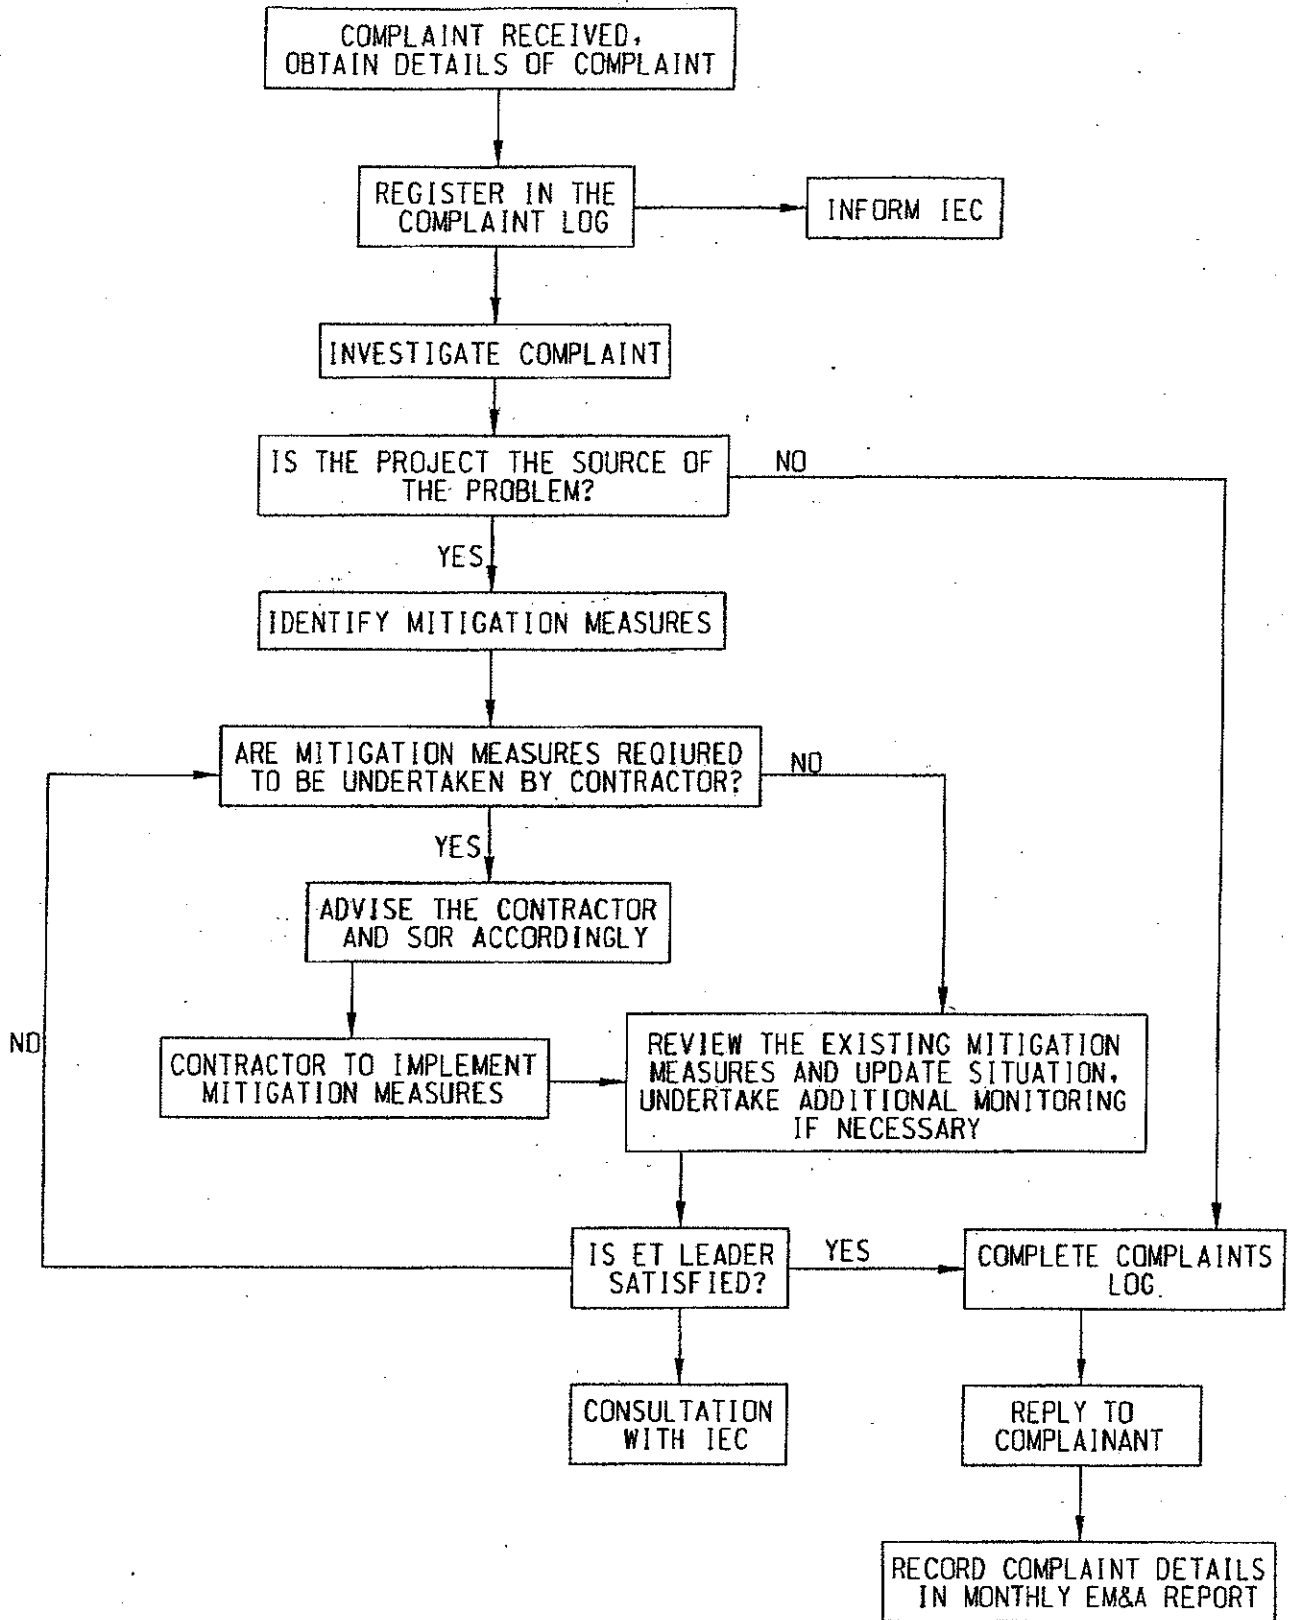 COMPLAINT RECEIVED,
OBTAIN DETAILS OF COMPLAINT
REGISTER IN THE
COMPLAINT LOG
INFORM IEC
INVESTIGATE COMPLAINT
IS THE PROJECT THE SOURCE OF
THE PROBLEM?
NO
YES
IDENTIFY MITIGATION MEASURES
ARE MITIGATION MEASURES REQIURED
TO BE UNDERTAKEN BY CONTRACTOR?
NO
YES
ADVISE THE CONTRACTOR
AND SOR ACCORDINGLY
NO
CONTRACTOR TO IMPLEMENT
MITIGATION MEASURES
REVIEW THE EXISTING MITIGATION
MEASURES AND UPDATE SITUATION,
UNDERTAKE ADDITIONAL MONITORING
IF NECESSARY
IS ET LEADER
SATISFIED?
YES
COMPLETE COMPLAINTS
LOG
CONSULTATION
WITH IEC
REPLY TO
COMPLAINANT
RECORD COMPLAINT DETAILS
IN MONTHLY EM&A REPORT